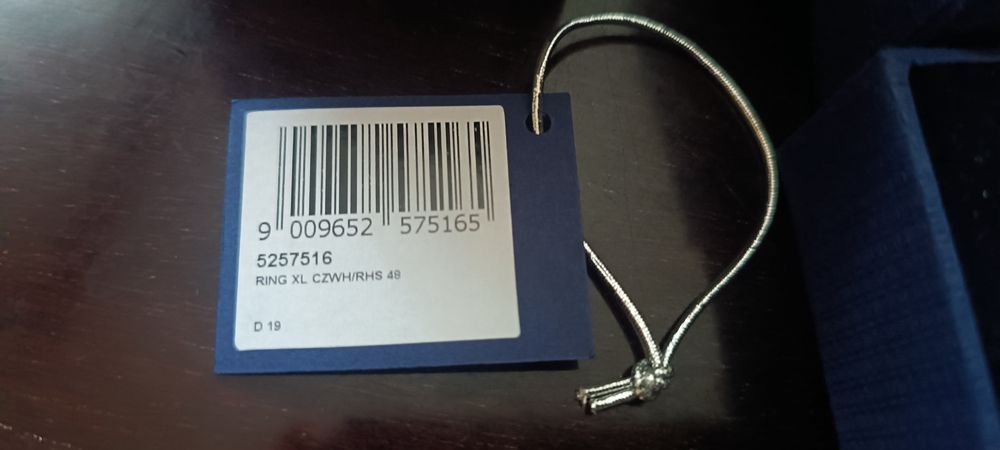 9 009652 575165
5257516
RING XL CZWH/RHS 48
D 19